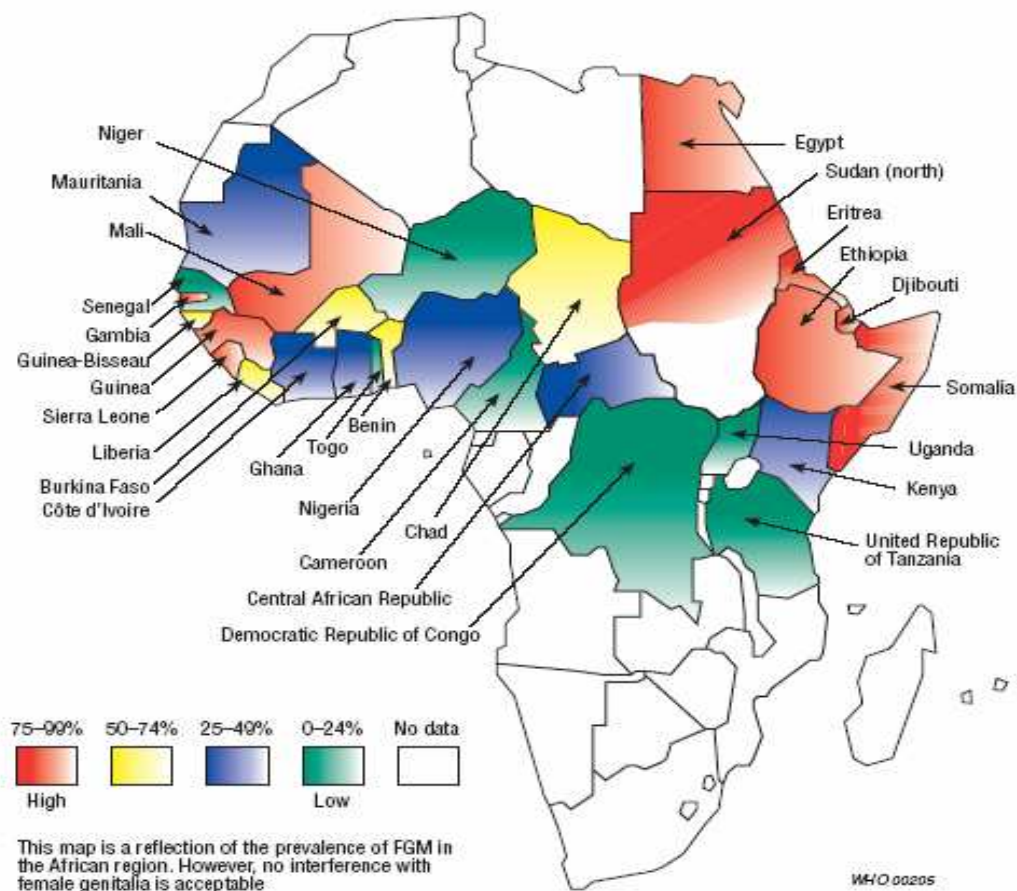 Niger
Mauritania
Mali
Senegal
Gambia
Guinea-Bisseau
Guinea
Sierra Leone
Liberia
Burkina Faso
Côte d'Ivoire
Ghana
Togo
Benin
Nigeria
Cameroon
Chad
Central African Republic
Democratic Republic of Congo
Egypt
Sudan (north)
Eritrea
Ethiopia
Djibouti
Somalia
Uganda
Kenya
United Republic
of Tanzania
75–99% 50–74% 25–49% 0–24% No data
High Low
This map is a reflection of the prevalence of FGM in
the African region. However, no interference with
female genitalia is acceptable
WHO 00205